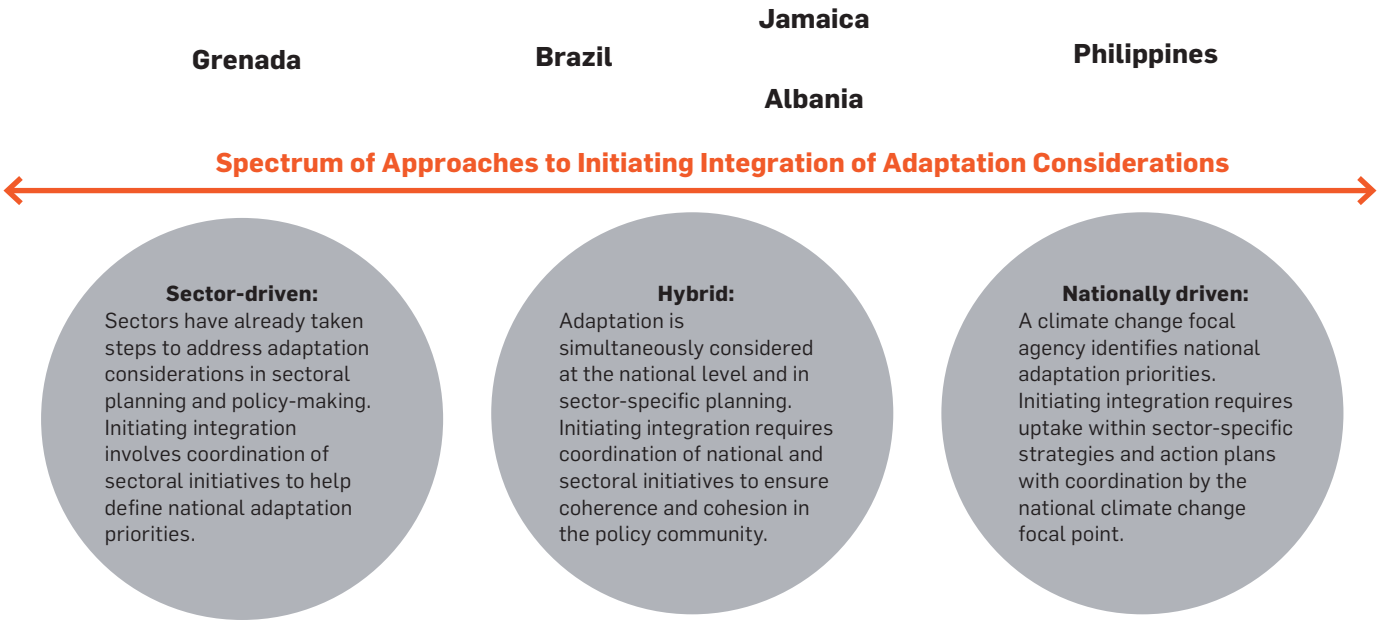 Jamaica
Grenada
Brazil
Philippines
Albania
Spectrum of Approaches to Initiating Integration of Adaptation Considerations
Sector-driven:
Sectors have already taken
steps to address adaptation
considerations in sectoral
planning and policy-making.
Initiating integration
involves coordination of
sectoral initiatives to help
define national adaptation
priorities.
Hybrid:
Adaptation is
simultaneously considered
at the national level and in
sector-specific planning.
Initiating integration requires
coordination of national and
sectoral initiatives to ensure
coherence and cohesion in
the policy community.
Nationally driven:
A climate change focal
agency identifies national
adaptation priorities.
Initiating integration requires
uptake within sector-specific
strategies and action plans
with coordination by the
national climate change
focal point.